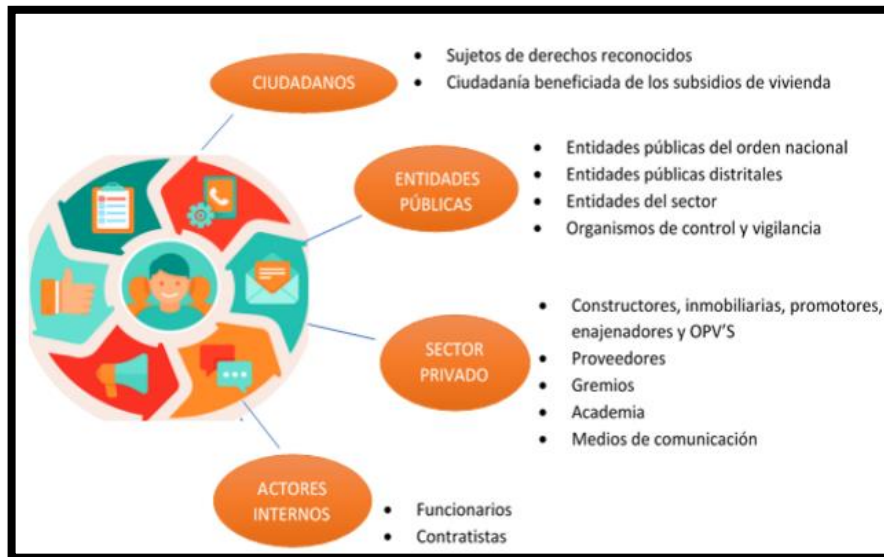 CIUDADANOS
• Sujetos de derechos reconocidos
• Ciudadanía beneficiada de los subsidios de vivienda
ENTIDADES
PÚBLICAS
• Entidades públicas del orden nacional
• Entidades públicas distritales
• Entidades del sector
• Organismos de control y vigilancia
SECTOR
PRIVADO
• Constructores, inmobiliarias, promotores,
enajenadores y OPV'S
• Proveedores
• Gremios
• Academia
• Medios de comunicación
ACTORES
INTERNOS
• Funcionarios
• Contratistas